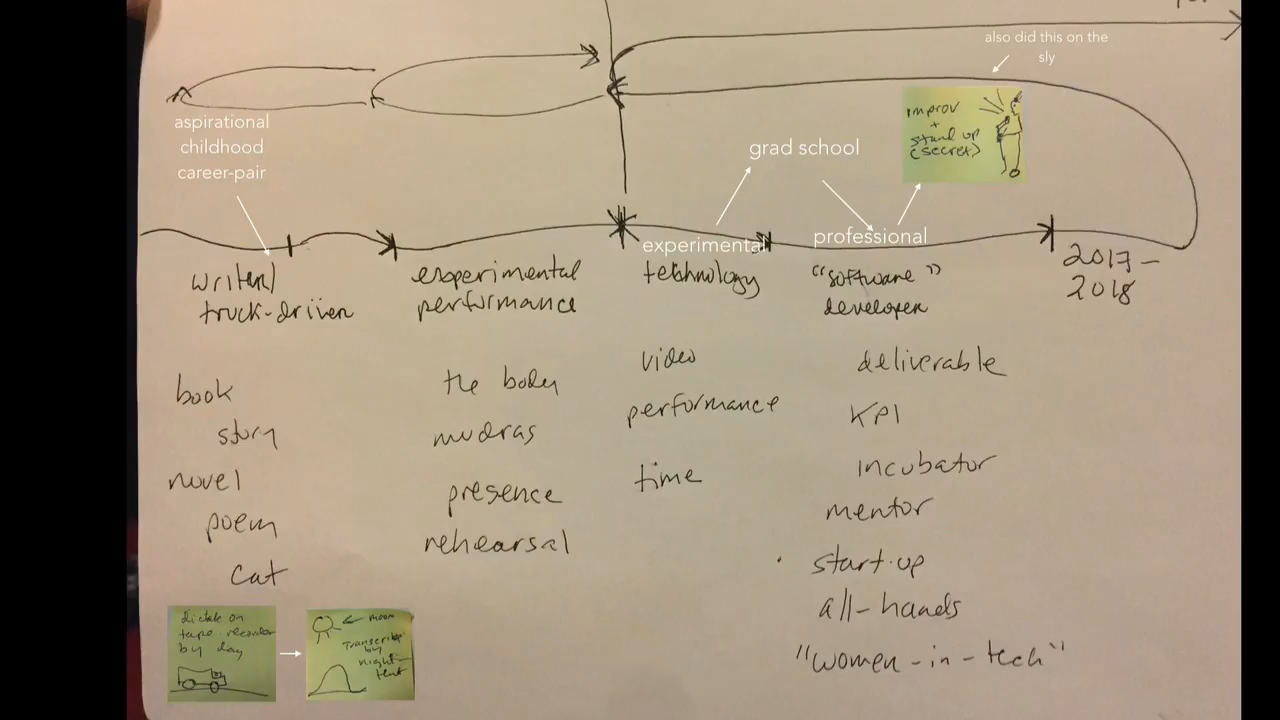 also did this on the
sly
improv
+
stand up
(secret)
aspirational
childhood
career-pair
grad school
experimental
professional
writer/
truck-driver
experimental
performance
technology
"software"
developer
2017-
2018
book
story
novel
poem
cat
the body
mudras
presence
rehearsal
video
performance
time
deliverable
KPI
incubator
mentor
start-up
all-hands
"women-in-tech"
Dictate on
tape recorder
by day
moon
Transcribe
by
night-
tent